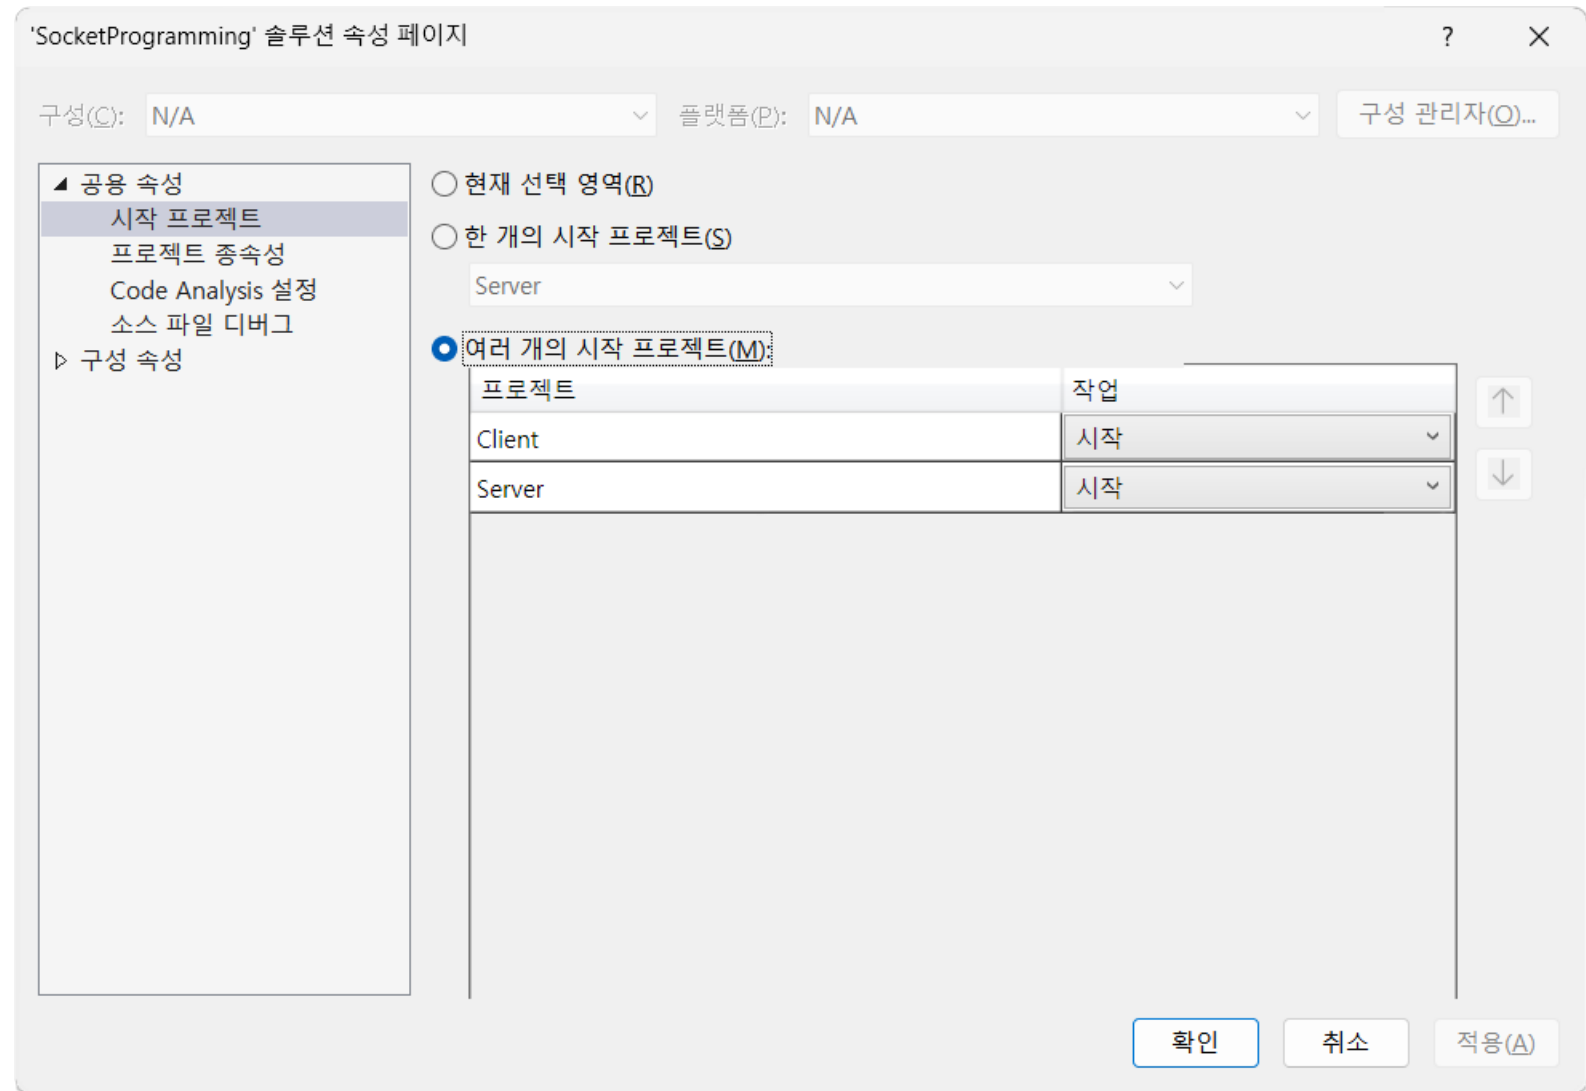 'SocketProgramming' 솔루션 속성 페이지
?
구성(C): N/A 플랫폼(P): N/A 구성 관리자(O)...
공용 속성
시작 프로젝트
프로젝트 종속성
Code Analysis 설정
소스 파일 디버그
구성 속성
현재 선택 영역(R)
한 개의 시작 프로젝트(S)
Server
여러 개의 시작 프로젝트(M):
프로젝트 작업
Client 시작
Server 시작
확인 취소 적용(A)